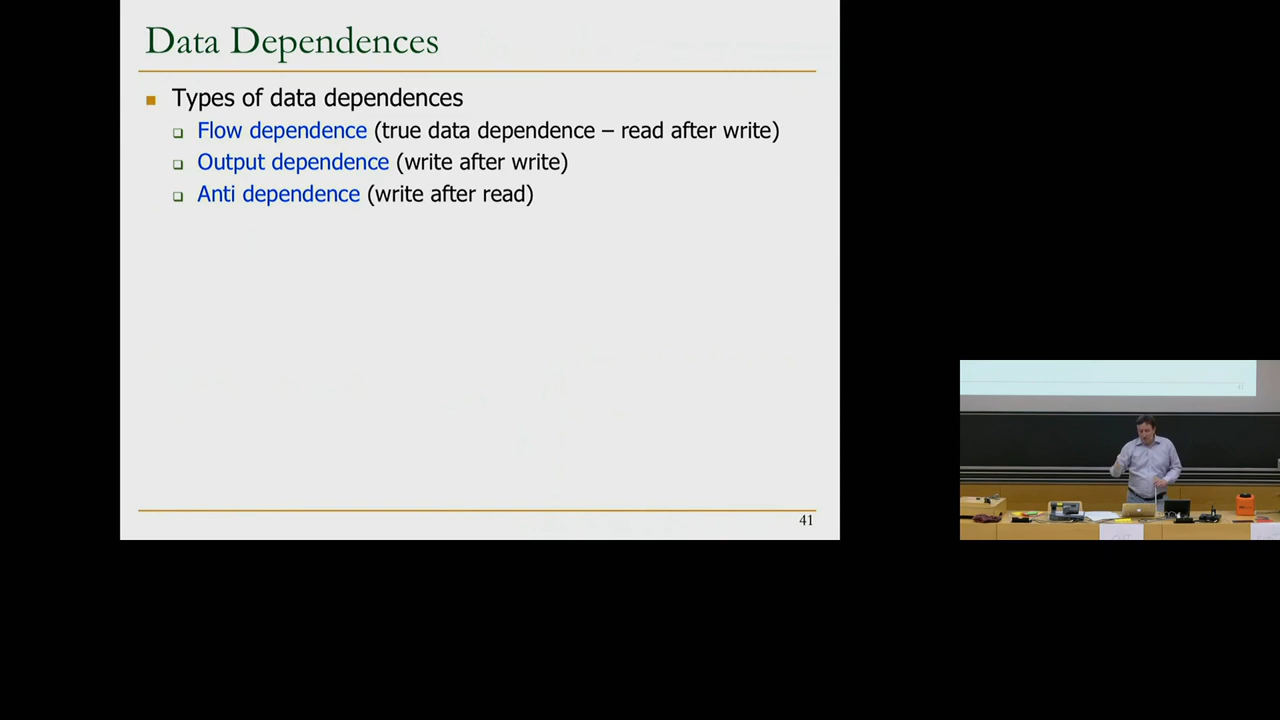 Data Dependences
Types of data dependences
Flow dependence (true data dependence – read after write)
Output dependence (write after write)
Anti dependence (write after read)
41